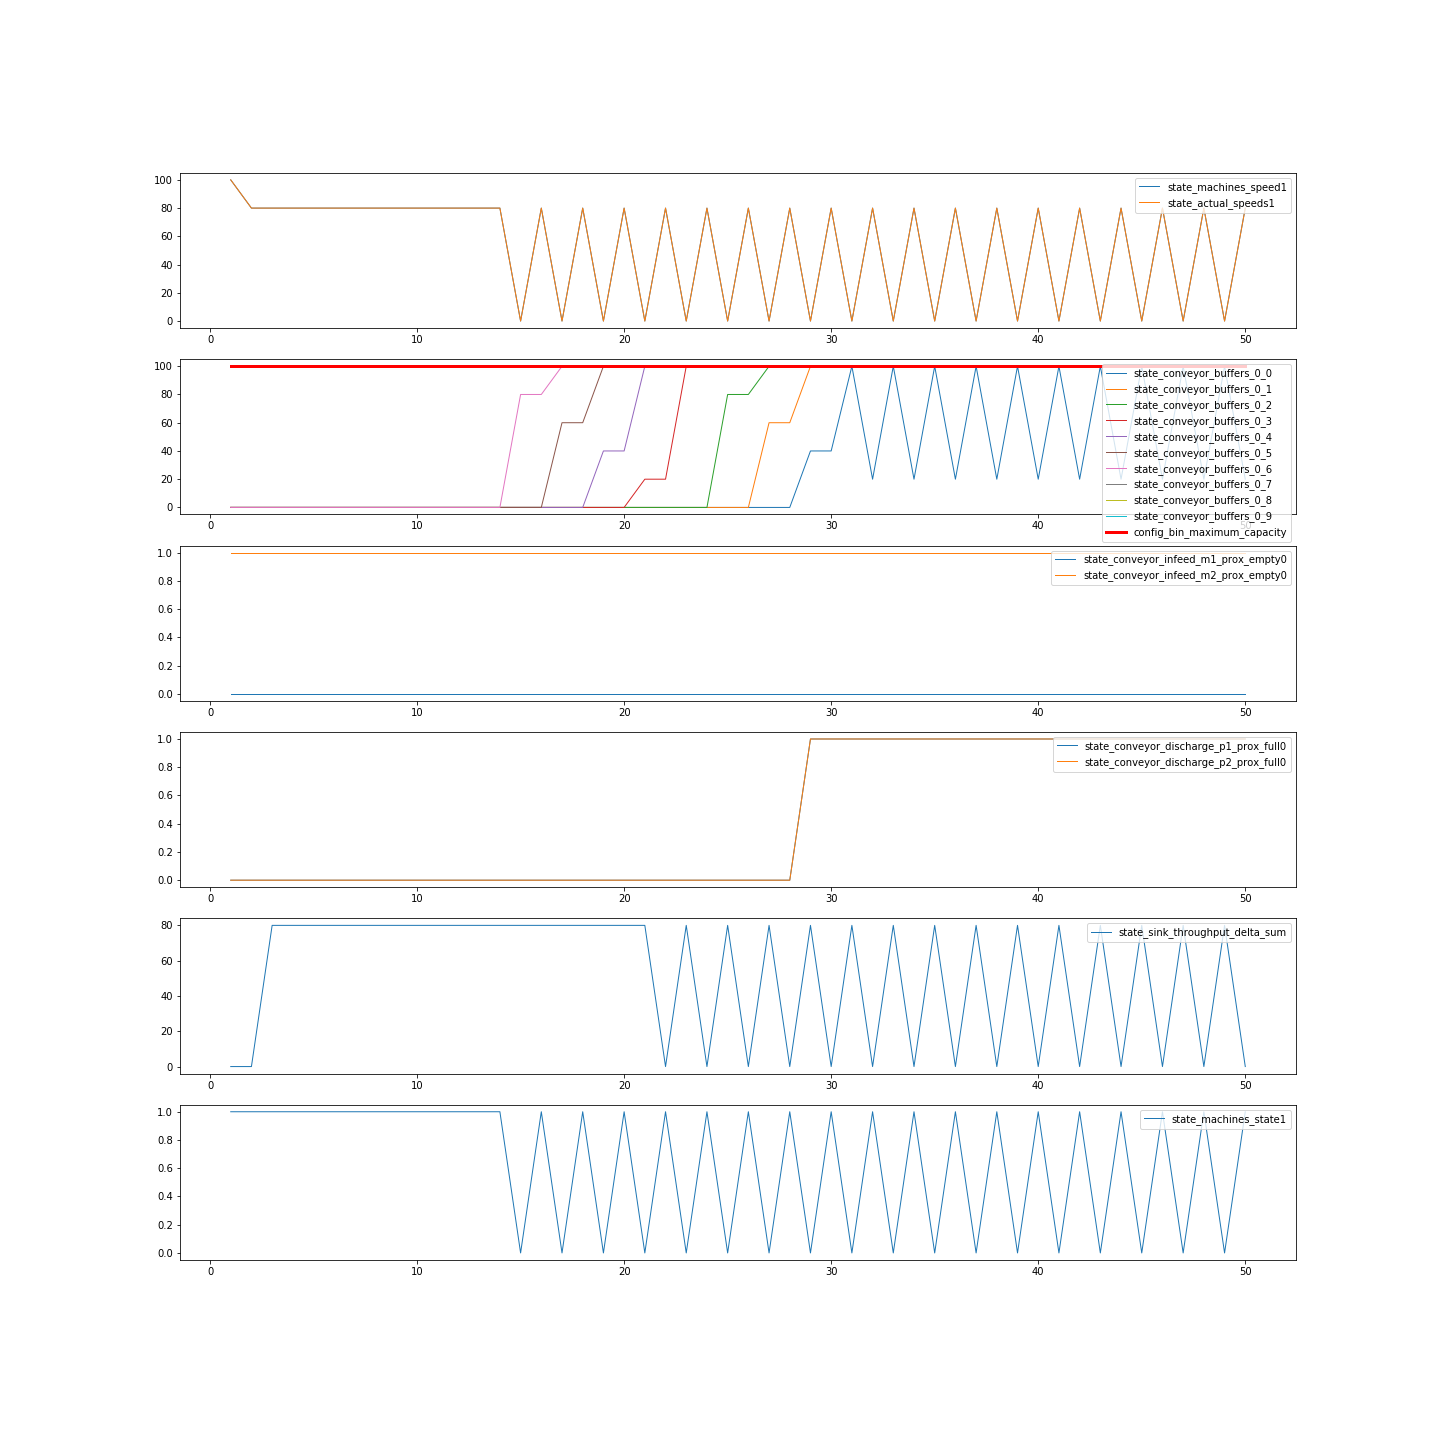 100
80
60
40
20
0
state_machines_speed1
state_actual_speeds1
0 10 20 30 40 50
100
80
60
40
20
0
state_conveyor_buffers_0_0
state_conveyor_buffers_0_1
state_conveyor_buffers_0_2
state_conveyor_buffers_0_3
state_conveyor_buffers_0_4
state_conveyor_buffers_0_5
state_conveyor_buffers_0_6
state_conveyor_buffers_0_7
state_conveyor_buffers_0_8
state_conveyor_buffers_0_9
config_bin_maximum_capacity
0 10 20 30 40 50
1.0
0.8
0.6
0.4
0.2
0.0
state_conveyor_infeed_m1_prox_empty0
state_conveyor_infeed_m2_prox_empty0
0 10 20 30 40 50
1.0
0.8
0.6
0.4
0.2
0.0
state_conveyor_discharge_p1_prox_full0
state_conveyor_discharge_p2_prox_full0
0 10 20 30 40 50
80
60
40
20
0
state_sink_throughput_delta_sum
0 10 20 30 40 50
1.0
0.8
0.6
0.4
0.2
0.0
state_machines_state1
0 10 20 30 40 50